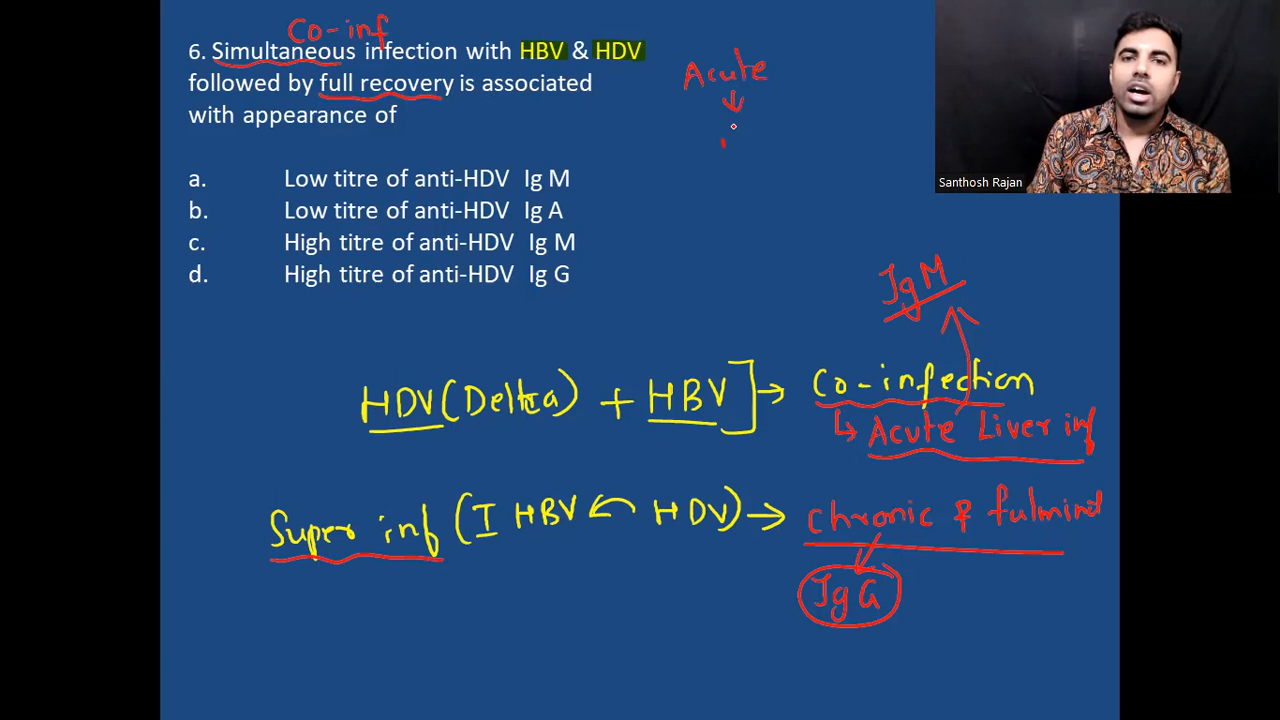 Co-inf
6. Simultaneous infection with HBV & HDV
followed by full recovery is associated
with appearance of
Acute
a. Low titre of anti-HDV Ig M
b. Low titre of anti-HDV Ig A
c. High titre of anti-HDV Ig M
d. High titre of anti-HDV Ig G
Santhosh Rajan
IgM
HDV (Delta) + HBV] → Co-infection
↳ Acute Liver inf
Super inf (I HBV ← HDV) → chronic & fulminat
IgG